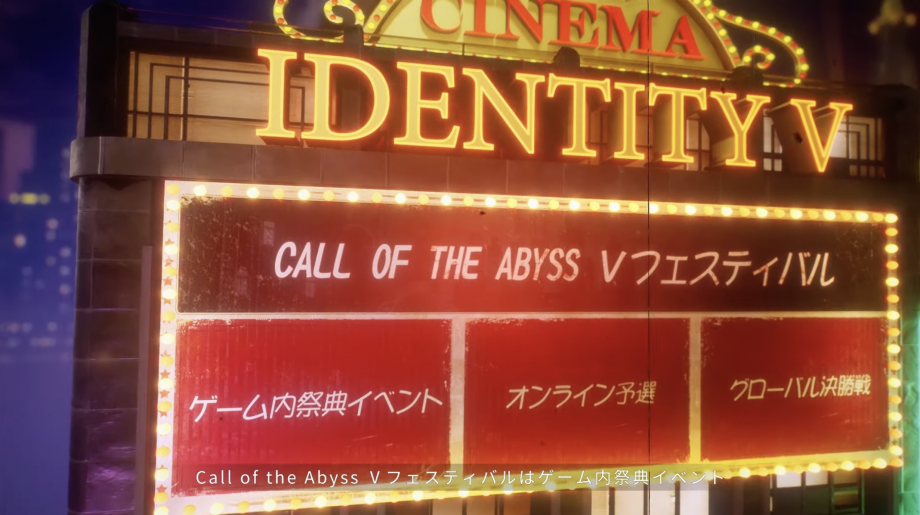 CINEMA
IDENTITY V
CALL OF THE ABYSS Vフェスティバル
ゲーム内祭典イベント
オンライン予選
グローバル決勝戦
Call of the Abyss Vフェスティバルはゲーム内祭典イベント